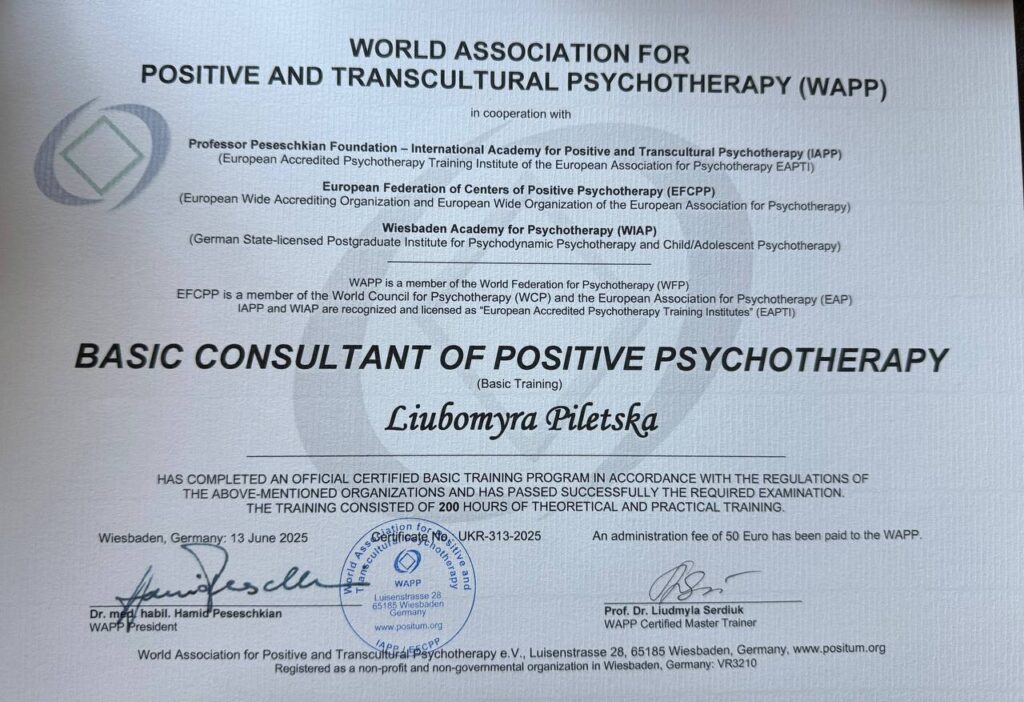 WORLD ASSOCIATION FOR
POSITIVE AND TRANSCULTURAL PSYCHOTHERAPY (WAPP)
in cooperation with
Professor Peseschkian Foundation – International Academy for Positive and Transcultural Psychotherapy (IAPP)
(European Accredited Psychotherapy Training Institute of the European Association for Psychotherapy EAPTI)
European Federation of Centers of Positive Psychotherapy (EFCPP)
(European Wide Accrediting Organization and European Wide Organization of the European Association for Psychotherapy)
Wiesbaden Academy for Psychotherapy (WIAP)
(German State-licensed Postgraduate Institute for Psychodynamic Psychotherapy and Child/Adolescent Psychotherapy)
WAPP is a member of the World Federation for Psychotherapy (WFP)
EFCPP is a member of the World Council for Psychotherapy (WCP) and the European Association for Psychotherapy (EAP)
IAPP and WIAP are recognized and licensed as “European Accredited Psychotherapy Training Institutes” (EAPTI)
BASIC CONSULTANT OF POSITIVE PSYCHOTHERAPY
(Basic Training)
Liubomyra Piletska
HAS COMPLETED AN OFFICIAL CERTIFIED BASIC TRAINING PROGRAM IN ACCORDANCE WITH THE REGULATIONS OF
THE ABOVE-MENTIONED ORGANIZATIONS AND HAS PASSED SUCCESSFULLY THE REQUIRED EXAMINATION.
THE TRAINING CONSISTED OF 200 HOURS OF THEORETICAL AND PRACTICAL TRAINING.
Wiesbaden, Germany: 13 June 2025
Certificate No. UKR-313-2025
An administration fee of 50 Euro has been paid to the WAPP.
World Association for Positive and
Transcultural Psychotherapy
WAPP
Luisenstrasse 28
65185 Wiesbaden
Germany
www.positum.org
Dr. med. habil. Hamid Peseschkian
WAPP President
Prof. Dr. Liudmyla Serdiuk
WAPP Certified Master Trainer
World Association for Positive and Transcultural Psychotherapy e.V., Luisenstrasse 28, 65185 Wiesbaden, Germany, www.positum.org
Registered as a non-profit and non-governmental organization in Wiesbaden, Germany: VR3210